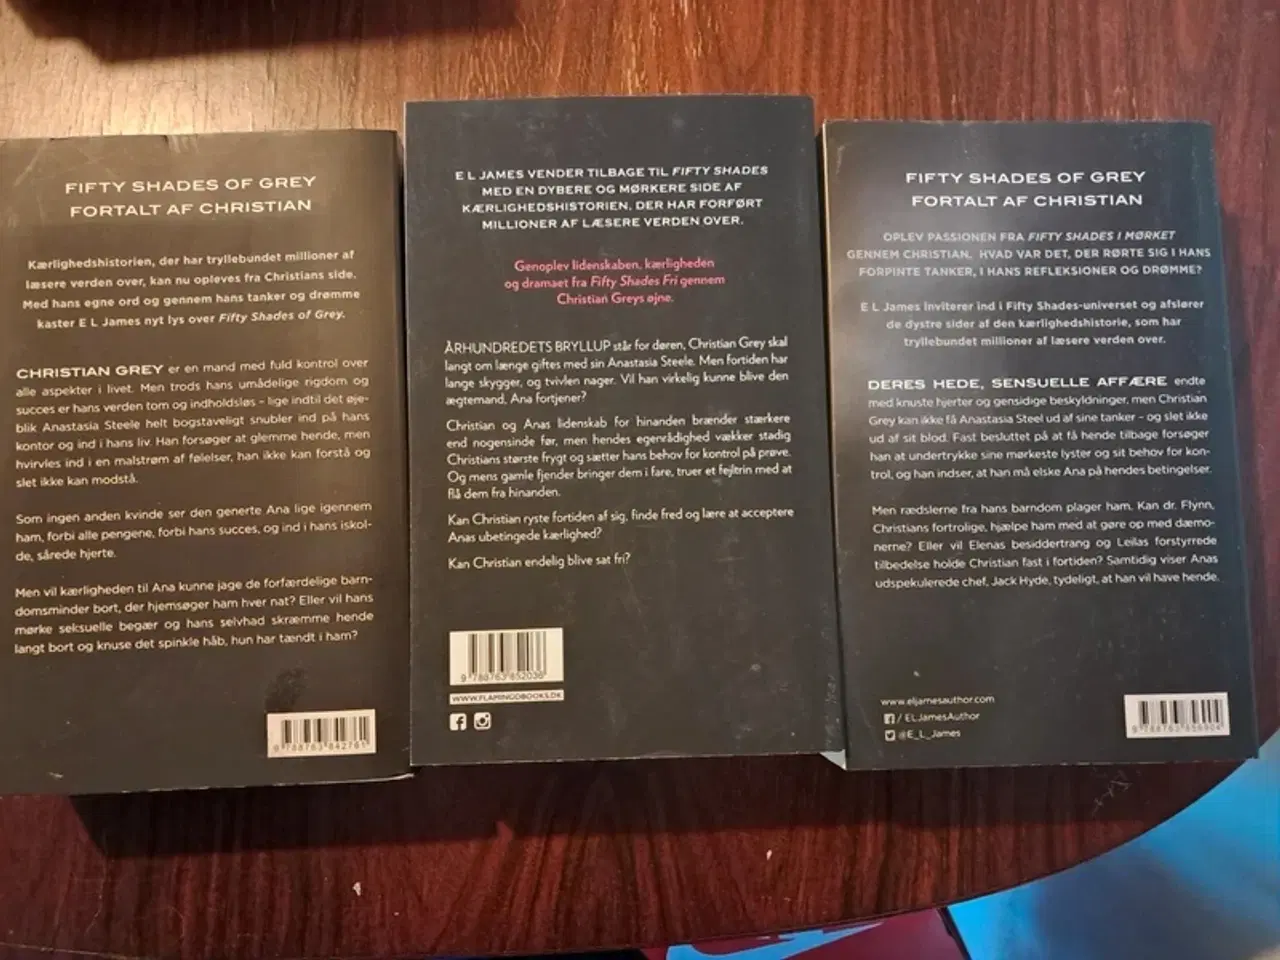 FIFTY SHADES OF GREY
FORTALT AF CHRISTIAN
Kærlighedshistorien, der har tryllebundet millioner af
læsere verden over, kan nu opleves fra Christians side.
Med hans egne ord og gennem hans tanker og drømme
kaster E L James nyt lys over Fifty Shades of Grey.
CHRISTIAN GREY er en mand med fuld kontrol over
alle aspekter i livet. Men trods hans umådelige rigdom og
succes er hans verden tom og indholdsløs – lige indtil det øje-
blik Anastasia Steele helt bogstaveligt snubler ind på hans
kontor og ind i hans liv. Han forsøger at glemme hende, men
hvirvles ind i en malstrøm af følelser, han ikke kan forstå og
slet ikke kan modstå.
Som ingen anden kvinde ser den generte Ana lige igennem
ham, forbi alle pengene, forbi hans succes, og ind i hans iskol-
de, sårede hjerte.
Men vil kærligheden til Ana kunne jage de forfærdelige barn-
domsminder bort, der hjemsøger ham hver nat? Eller vil hans
mørke seksuelle begær og hans selvhad skræmme hende
langt bort og knuse det spinkle håb, hun har tændt i ham?
9 788763 842761
E L JAMES VENDER TILBAGE TIL FIFTY SHADES
MED EN DYBERE OG MØRKERE SIDE AF
KÆRLIGHEDSHISTORIEN, DER HAR FORFØRT
MILLIONER AF LÆSERE VERDEN OVER.
Genoplev lidenskaben, kærligheden
og dramaet fra Fifty Shades Fri gennem
Christian Greys øjne.
ÅRHUNDREDETS BRYLLUP står for døren, Christian Grey skal
langt om længe giftes med sin Anastasia Steele. Men fortiden har
lange skygger, og tvivlen nager. Vil han virkelig kunne blive den
ægtemand, Ana fortjener?
Christian og Anas lidenskab for hinanden brænder stærkere
end nogensinde før, men hendes egenrådighed vækker stadig
Christians største frygt og sætter hans behov for kontrol på prøve.
Og mens gamle fjender bringer dem i fare, truer et fejltrin med at
flå dem fra hinanden.
Kan Christian ryste fortiden af sig, finde fred og lære at acceptere
Anas ubetingede kærlighed?
Kan Christian endelig blive sat fri?
9 788763 852036
WWW.FLAMINGOBOOKS.DK
FIFTY SHADES OF GREY
FORTALT AF CHRISTIAN
OPLEV PASSIONEN FRA FIFTY SHADES I MØRKET
GENNEM CHRISTIAN. HVAD VAR DET, DER RØRTE SIG I HANS
FORPINTE TANKER, I HANS REFLEKSIONER OG DRØMME?
E L James inviterer ind i Fifty Shades-universet og afslører
de dystre sider af den kærlighedshistorie, som har
tryllebundet millioner af læsere verden over.
DERES HEDE, SENSUELLE AFFÆRE endte
med knuste hjerter og gensidige beskyldninger, men Christian
Grey kan ikke få Anastasia Steel ud af sine tanker – og slet ikke
ud af sit blod. Fast besluttet på at få hende tilbage forsøger
han at undertrykke sine mørkeste lyster og sit behov for kon-
trol, og han indser, at han må elske Ana på hendes betingelser.
Men rædslerne fra hans barndom plager ham. Kan dr. Flynn,
Christians fortrolige, hjælpe ham med at gøre op med dæmo-
nerne? Eller vil Elenas besiddertrang og Leilas forstyrrede
tilbedelse holde Christian fast i fortiden? Samtidig viser Anas
udspekulerede chef, Jack Hyde, tydeligt, at han vil have hende.
www.eljamesauthor.com
/ ELJamesAuthor
@E_L_James